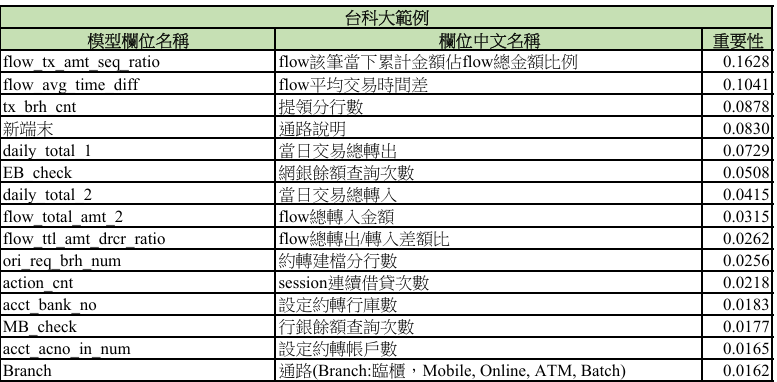 台科大範例
模型欄位名稱 欄位中文名稱 重要性
flow_tx_amt_seq_ratio flow該筆當下累計金額佔flow總金額比例 0.1628
flow_avg_time_diff flow平均交易時間差 0.1041
tx_brh_cnt 提領分行數 0.0878
新端末 通路說明 0.0830
daily_total_1 當日交易總轉出 0.0729
EB_check 網銀餘額查詢次數 0.0508
daily_total_2 當日交易總轉入 0.0415
flow_total_amt_2 flow總轉入金額 0.0315
flow_ttl_amt_drcr_ratio flow總轉出/轉入差額比 0.0262
ori_req_brh_num 約轉建檔分行數 0.0256
action_cnt session連續借貸次數 0.0218
acct_bank_no 設定約轉行庫數 0.0183
MB_check 行銀餘額查詢次數 0.0177
acct_acno_in_num 設定約轉帳戶數 0.0165
Branch 通路(Branch:臨櫃，Mobile, Online, ATM, Batch) 0.0162